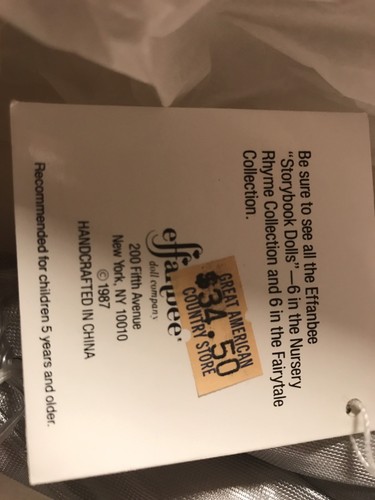 Be sure to see all the Effanbee
"Storybook Dolls" — 6 in the Nursery
Rhyme Collection and 6 in the Fairytale
Collection.
GREAT AMERICAN
$34.50
COUNTRY STORE
effanbee
doll company
200 Fifth Avenue
New York, NY 10010
©1987
HANDCRAFTED IN CHINA
Recommended for children 5 years and older.